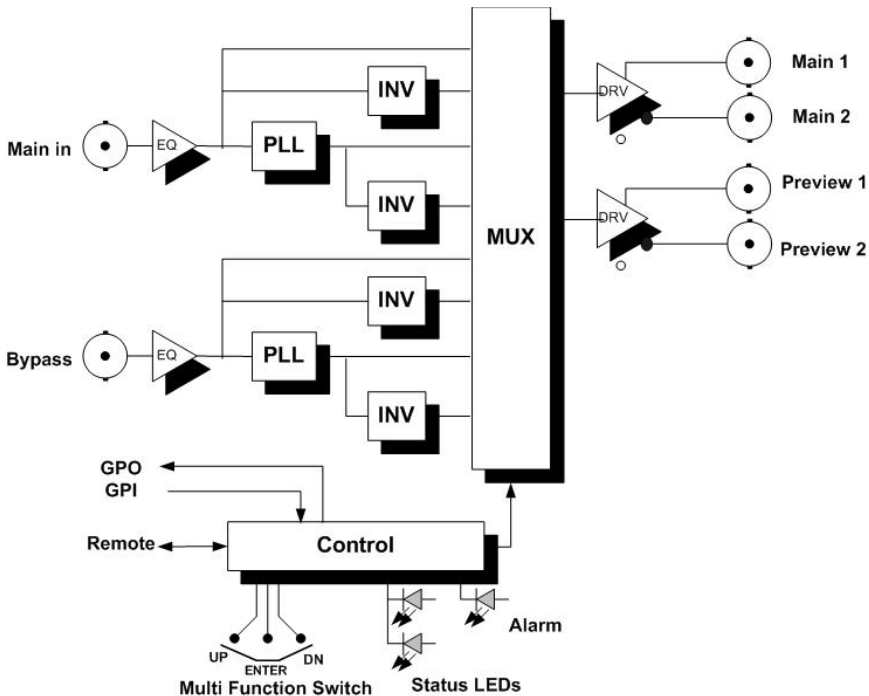 INV
DRV
Main 1
Main 2
Main in
EQ
PLL
INV
MUX
DRV
Preview 1
Preview 2
INV
Bypass
EQ
PLL
INV
GPO
GPI
Remote
Control
Alarm
UP
ENTER
DN
Multi Function Switch
Status LEDs